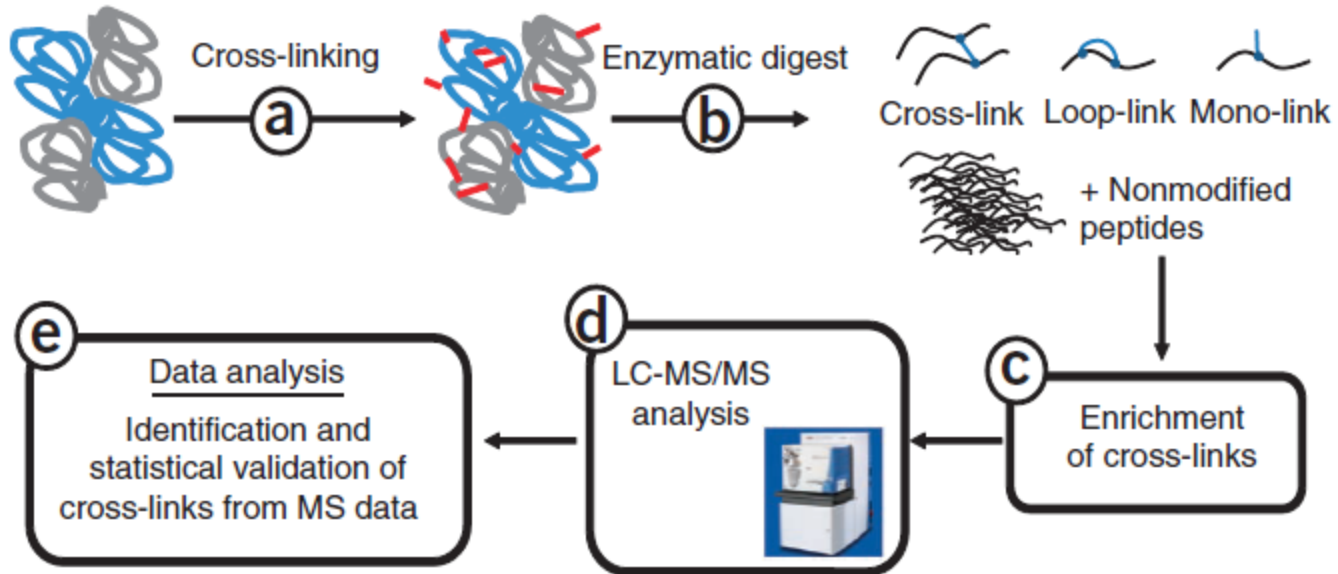 Cross-linking
a
Enzymatic digest
b
Cross-link
Loop-link
Mono-link
+ Nonmodified
peptides
c
Enrichment
of cross-links
d
LC-MS/MS
analysis
e
Data analysis
Identification and
statistical validation of
cross-links from MS data